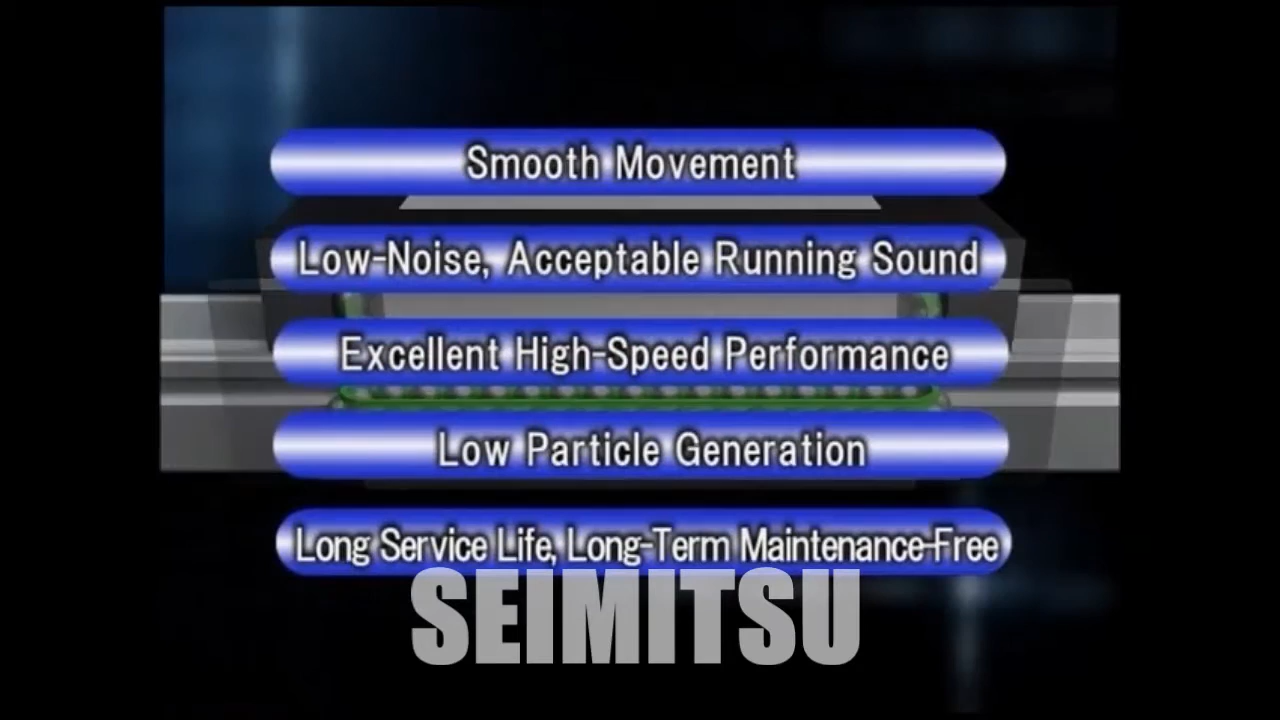 Smooth Movement
Low-Noise, Acceptable Running Sound
Excellent High-Speed Performance
Low Particle Generation
Long Service Life, Long-Term Maintenance-Free
SEIMITSU